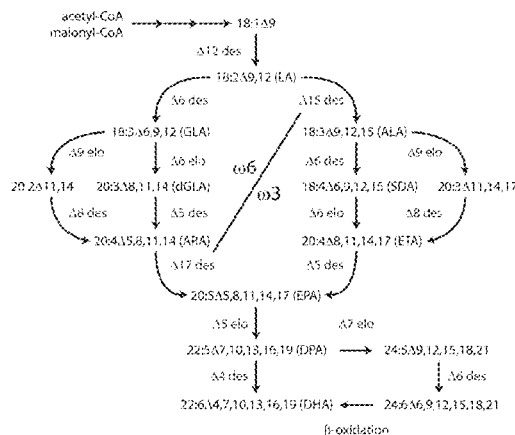 acetyl-CoA
malonyl-CoA
18:1Δ9
Δ12 des
18:2Δ9,12 (LA)
Δ6 des
Δ15 des
18:3Δ6,9,12 (GLA)
18:3Δ9,12,15 (ALA)
Δ9 elo
Δ6 elo
Δ6 des
Δ9 elo
ω6
ω3
20:2Δ11,14
20:3Δ8,11,14 (dGLA)
18:4Δ6,9,12,15 (SDA)
20:3Δ11,14,17
Δ8 des
Δ5 des
Δ6 elo
Δ8 des
20:4Δ5,8,11,14 (ARA)
20:4Δ8,11,14,17 (ETA)
Δ17 des
Δ5 des
20:5Δ5,8,11,14,17 (EPA)
Δ5 elo
Δ7 elo
22:5Δ7,10,13,16,19 (DPA)
24:5Δ9,12,15,18,21
Δ4 des
Δ6 des
22:6Δ4,7,10,13,16,19 (DHA)
24:6Δ6,9,12,15,18,21
β-oxidation